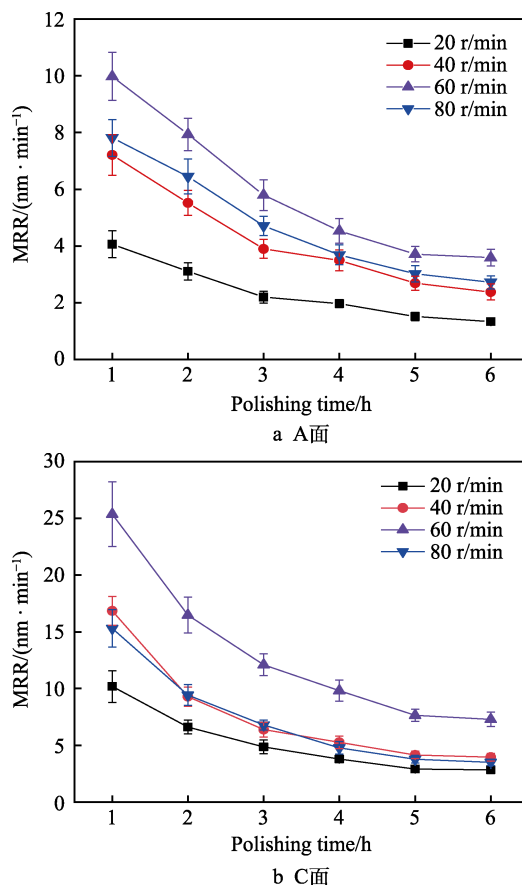 12
10
8
6
4
2
0
MRR/(nm · min⁻¹)
20 r/min
40 r/min
60 r/min
80 r/min
1 2 3 4 5 6
Polishing time/h
a A面
30
25
20
15
10
5
0
MRR/(nm · min⁻¹)
20 r/min
40 r/min
60 r/min
80 r/min
1 2 3 4 5 6
Polishing time/h
b C面